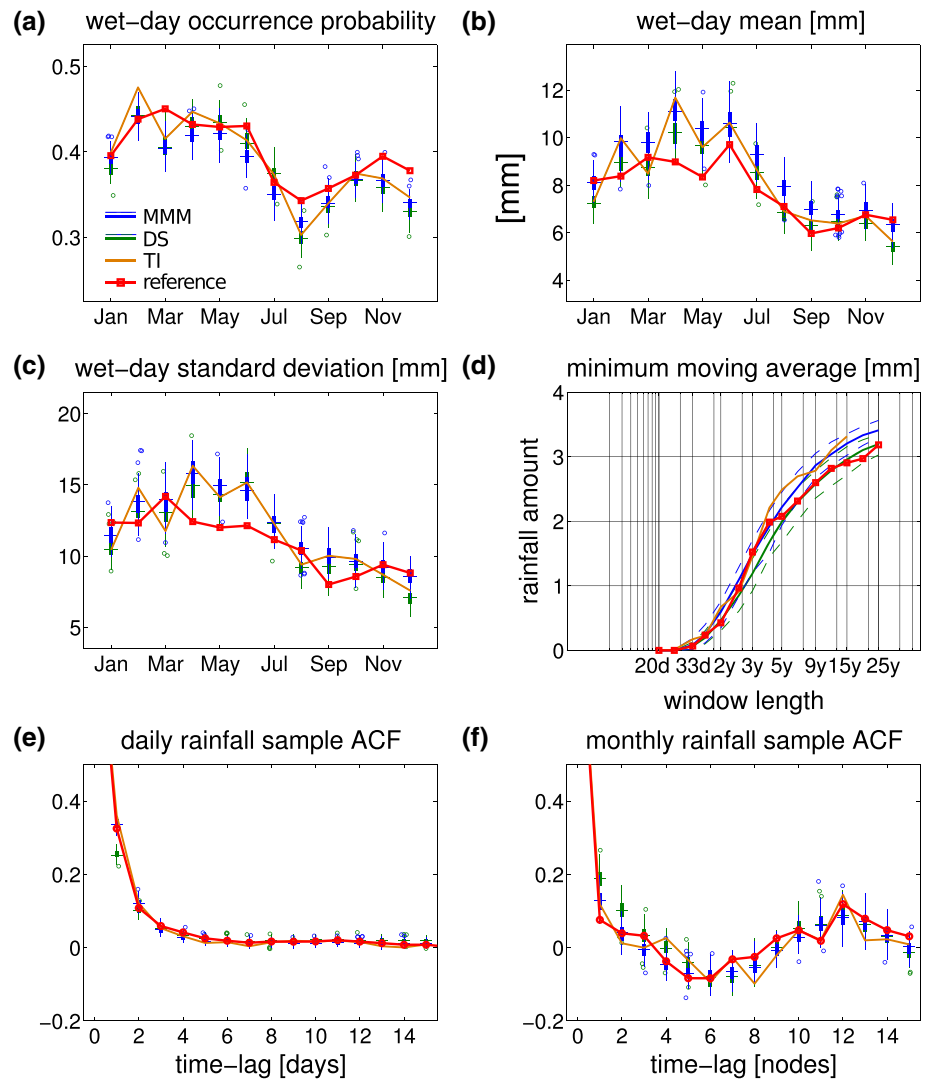 (a) wet−day occurrence probability
0.5
0.4
0.3
MMM
DS
TI
reference
Jan Mar May Jul Sep Nov
(b) wet−day mean [mm]
[mm]
12
10
8
6
4
Jan Mar May Jul Sep Nov
(c) wet−day standard deviation [mm]
20
15
10
5
Jan Mar May Jul Sep Nov
(d) minimum moving average [mm]
rainfall amount
4
3
2
1
0
20d 33d 2y 3y 5y 9y 15y 25y
window length
(e) daily rainfall sample ACF
0.4
0.2
0
−0.2
0 2 4 6 8 10 12 14
time−lag [days]
(f) monthly rainfall sample ACF
0.4
0.2
0
−0.2
0 2 4 6 8 10 12 14
time−lag [nodes]